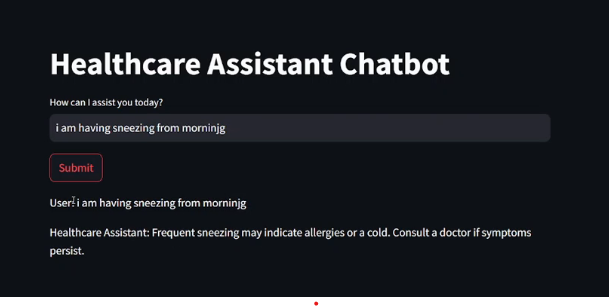 Healthcare Assistant Chatbot
How can I assist you today?
i am having sneezing from morninjg
Submit
User: i am having sneezing from morninjg
Healthcare Assistant: Frequent sneezing may indicate allergies or a cold. Consult a doctor if symptoms
persist.